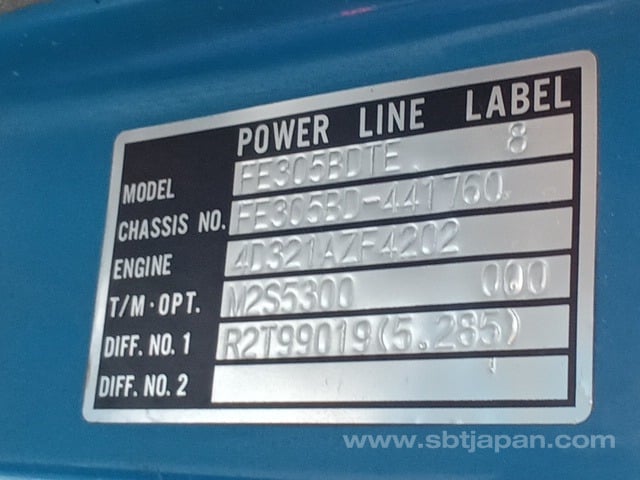 POWER LINE LABEL
MODEL FE305BDTE 8
CHASSIS NO. FE305BD-441760
ENGINE 4D321AZF4202
T/M·OPT. M2S5300 000
DIFF. NO. 1 R2T99019(5.285)
DIFF. NO. 2
www.sbtjapan.com